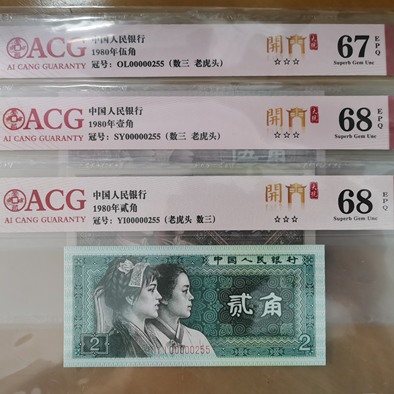 ACG
AI CANG GUARANTY
中国人民银行
1980年伍角
冠号：OL00000255（数三 老虎头）
開門
大统
☆☆☆
67 EPQ
Superb Gem Unc
ACG
AI CANG GUARANTY
中国人民银行
1980年壹角
冠号：SY00000255（数三 老虎头）
開門
☆☆☆
68 EPQ
Superb Gem Unc
ACG
AI CANG GUARANTY
中国人民银行
1980年贰角
冠号：YI00000255（老虎头 数三）
開門
☆☆☆
68 EPQ
Superb Gem Unc
中国人民银行
贰角
00000255
2
2